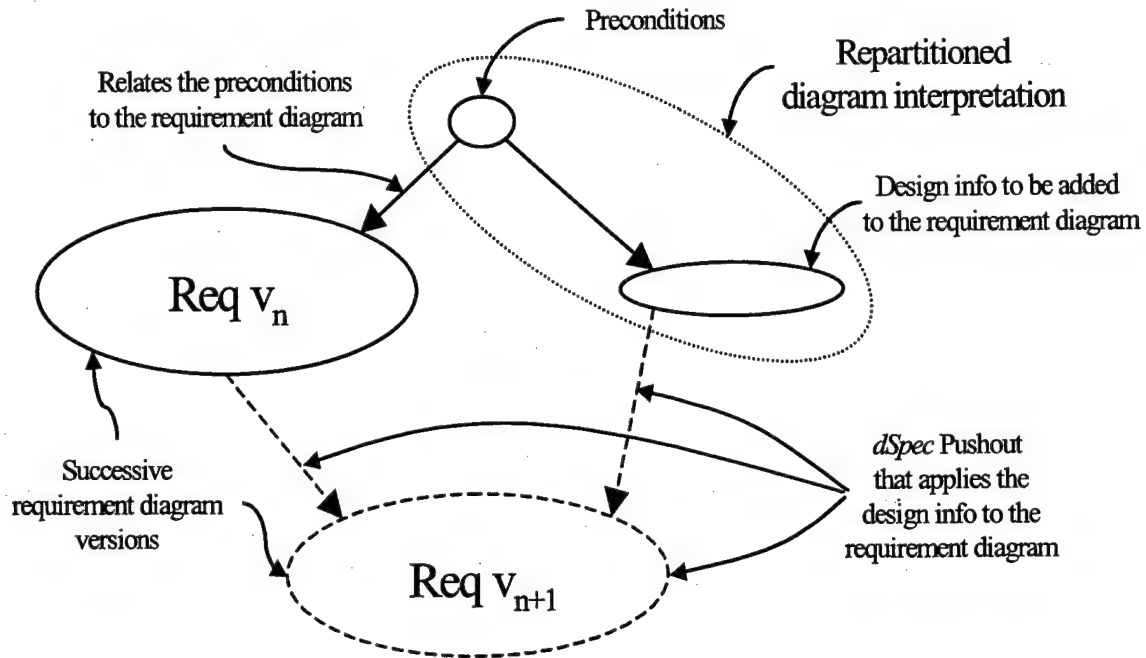 Preconditions
Repartitioned
diagram interpretation
Relates the preconditions
to the requirement diagram
Design info to be added
to the requirement diagram
Req vn
Successive
requirement diagram
versions
dSpec Pushout
that applies the
design info to the
requirement diagram
Req vn+1